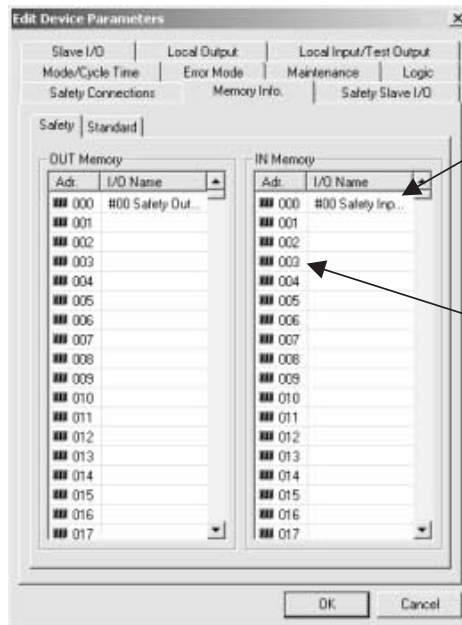 Edit Device Parameters
Slave I/O Local Output Local Input/Test Output
Mode/Cycle Time Error Mode Maintenance Logic
Safety Connections Memory Info. Safety Slave I/O
Safety Standard
OUT Memory IN Memory
Adr. I/O Name Adr. I/O Name
000 #00 Safety Out... 000 #00 Safety Inp...
001 001
002 002
003 003
004 004
005 005
006 006
007 007
008 008
009 009
010 010
011 011
012 012
013 013
014 014
015 015
016 016
017 017
OK Cancel